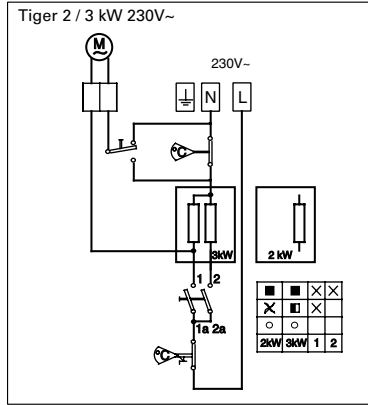 Tiger 2 / 3 kW 230V~
M
230V~
N L
°C
3kW
2 kW
1 2
1a 2a
°C
2kW 3kW 1 2